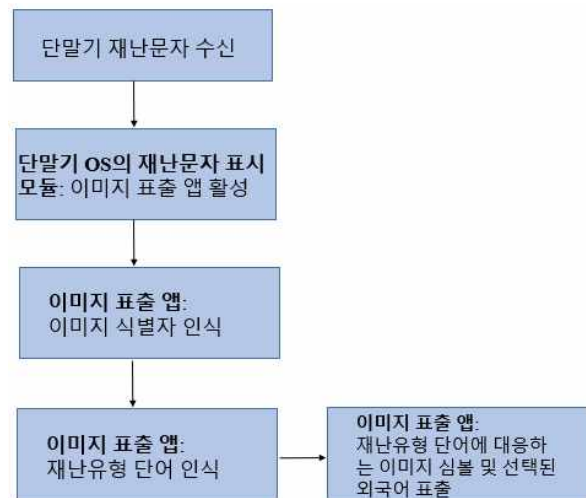 단말기 재난문자 수신
단말기 OS의 재난문자 표시
모듈: 이미지 표출 앱 활성
이미지 표출 앱:
이미지 식별자 인식
이미지 표출 앱:
재난유형 단어 인식
이미지 표출 앱:
재난유형 단어에 대응하
는 이미지 심볼 및 선택된
외국어 표출